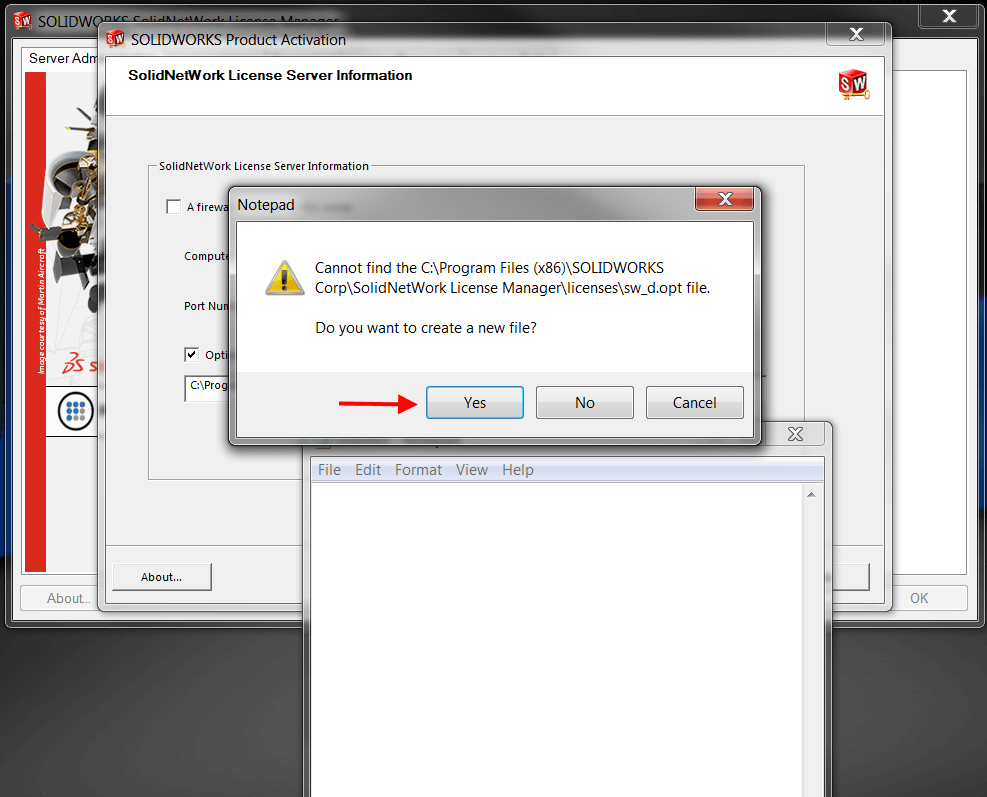 SOLIDWORKS SolidNetWork License Manager
SOLIDWORKS Product Activation
Server Adm
SolidNetWork License Server Information
SW
SolidNetWork License Server Information
A firewa
Notepad
Compute
Cannot find the C:\Program Files (x86)\SOLIDWORKS
Corp\SolidNetWork License Manager\licenses\sw_d.opt file.
Port Num
Do you want to create a new file?
Opti
C:\Prog
Yes
No
Cancel
Image courtesy of Martin Aircraft
File Edit Format View Help
About...
About...
OK